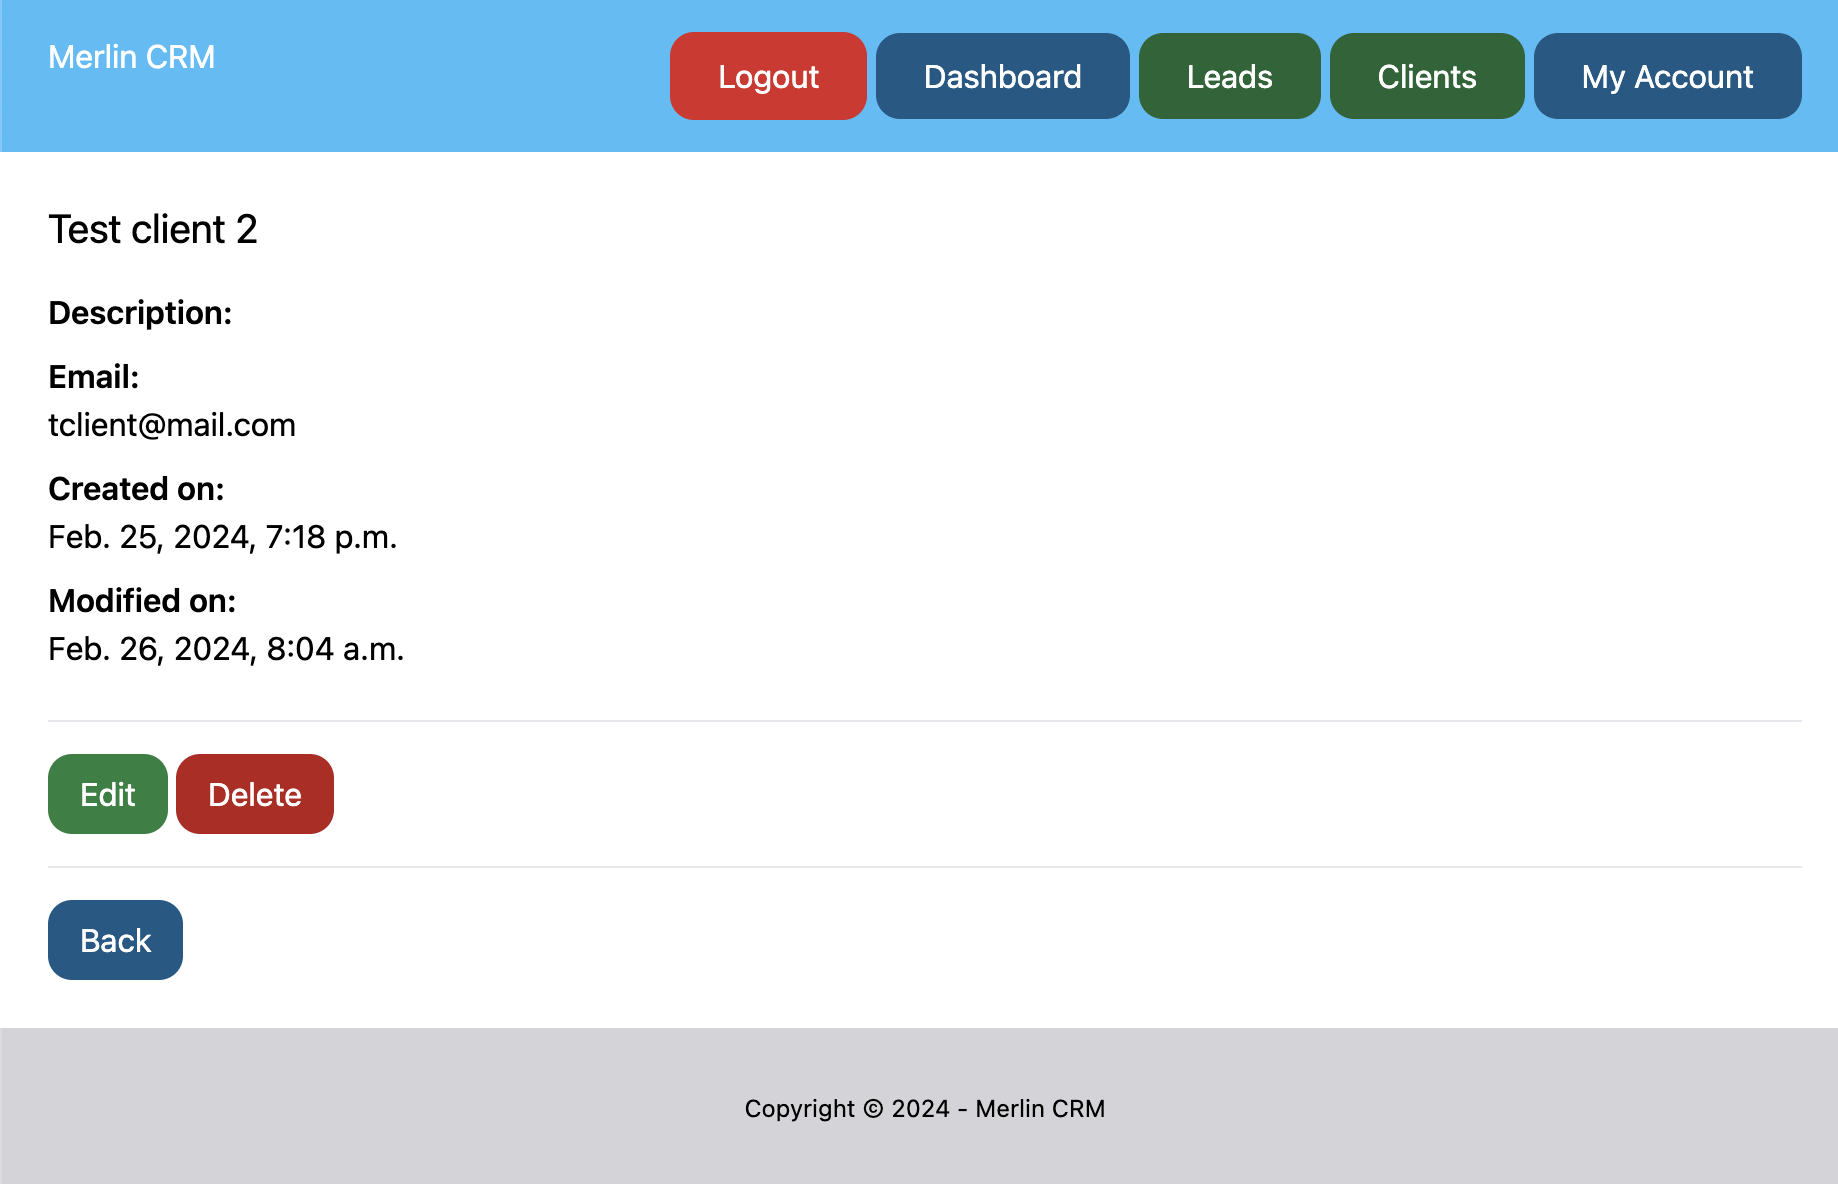 Merlin CRM
Logout Dashboard Leads Clients My Account
Test client 2
Description:
Email:
tclient@mail.com
Created on:
Feb. 25, 2024, 7:18 p.m.
Modified on:
Feb. 26, 2024, 8:04 a.m.
Edit Delete
Back
Copyright © 2024 - Merlin CRM